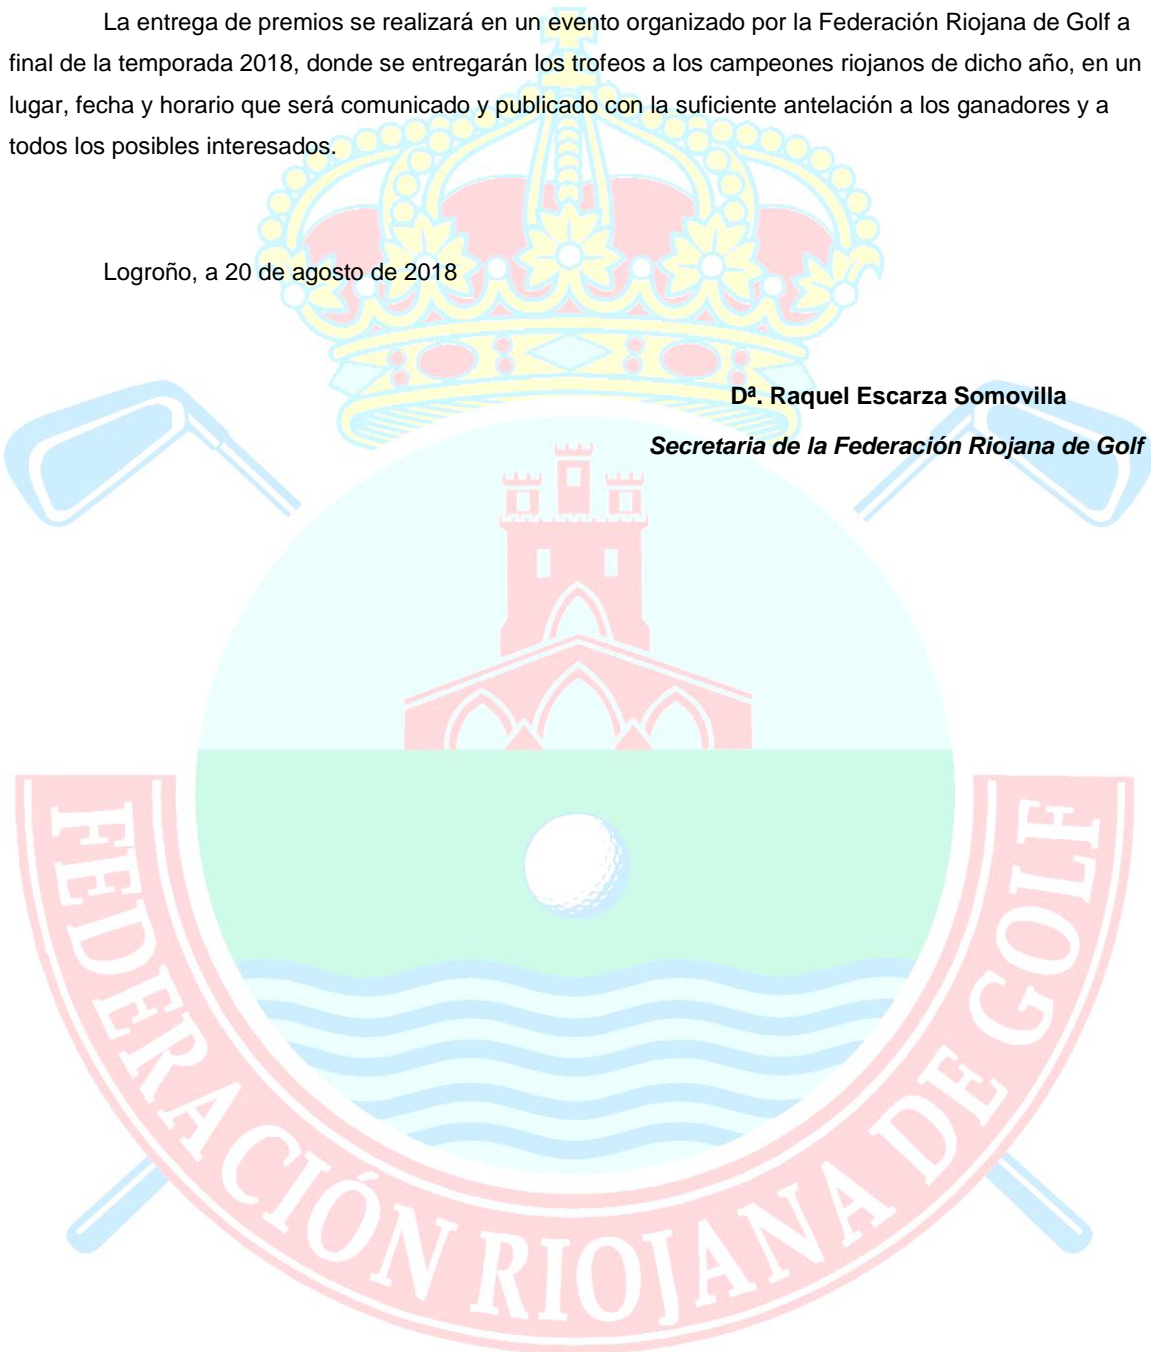 La entrega de premios se realizará en un evento organizado por la Federación Riojana de Golf a
final de la temporada 2018, donde se entregarán los trofeos a los campeones riojanos de dicho año, en un
lugar, fecha y horario que será comunicado y publicado con la suficiente antelación a los ganadores y a
todos los posibles interesados.
Logroño, a 20 de agosto de 2018
Dª. Raquel Escarza Somovilla
Secretaria de la Federación Riojana de Golf
FEDERACIÓN RIOJANA DE GOLF